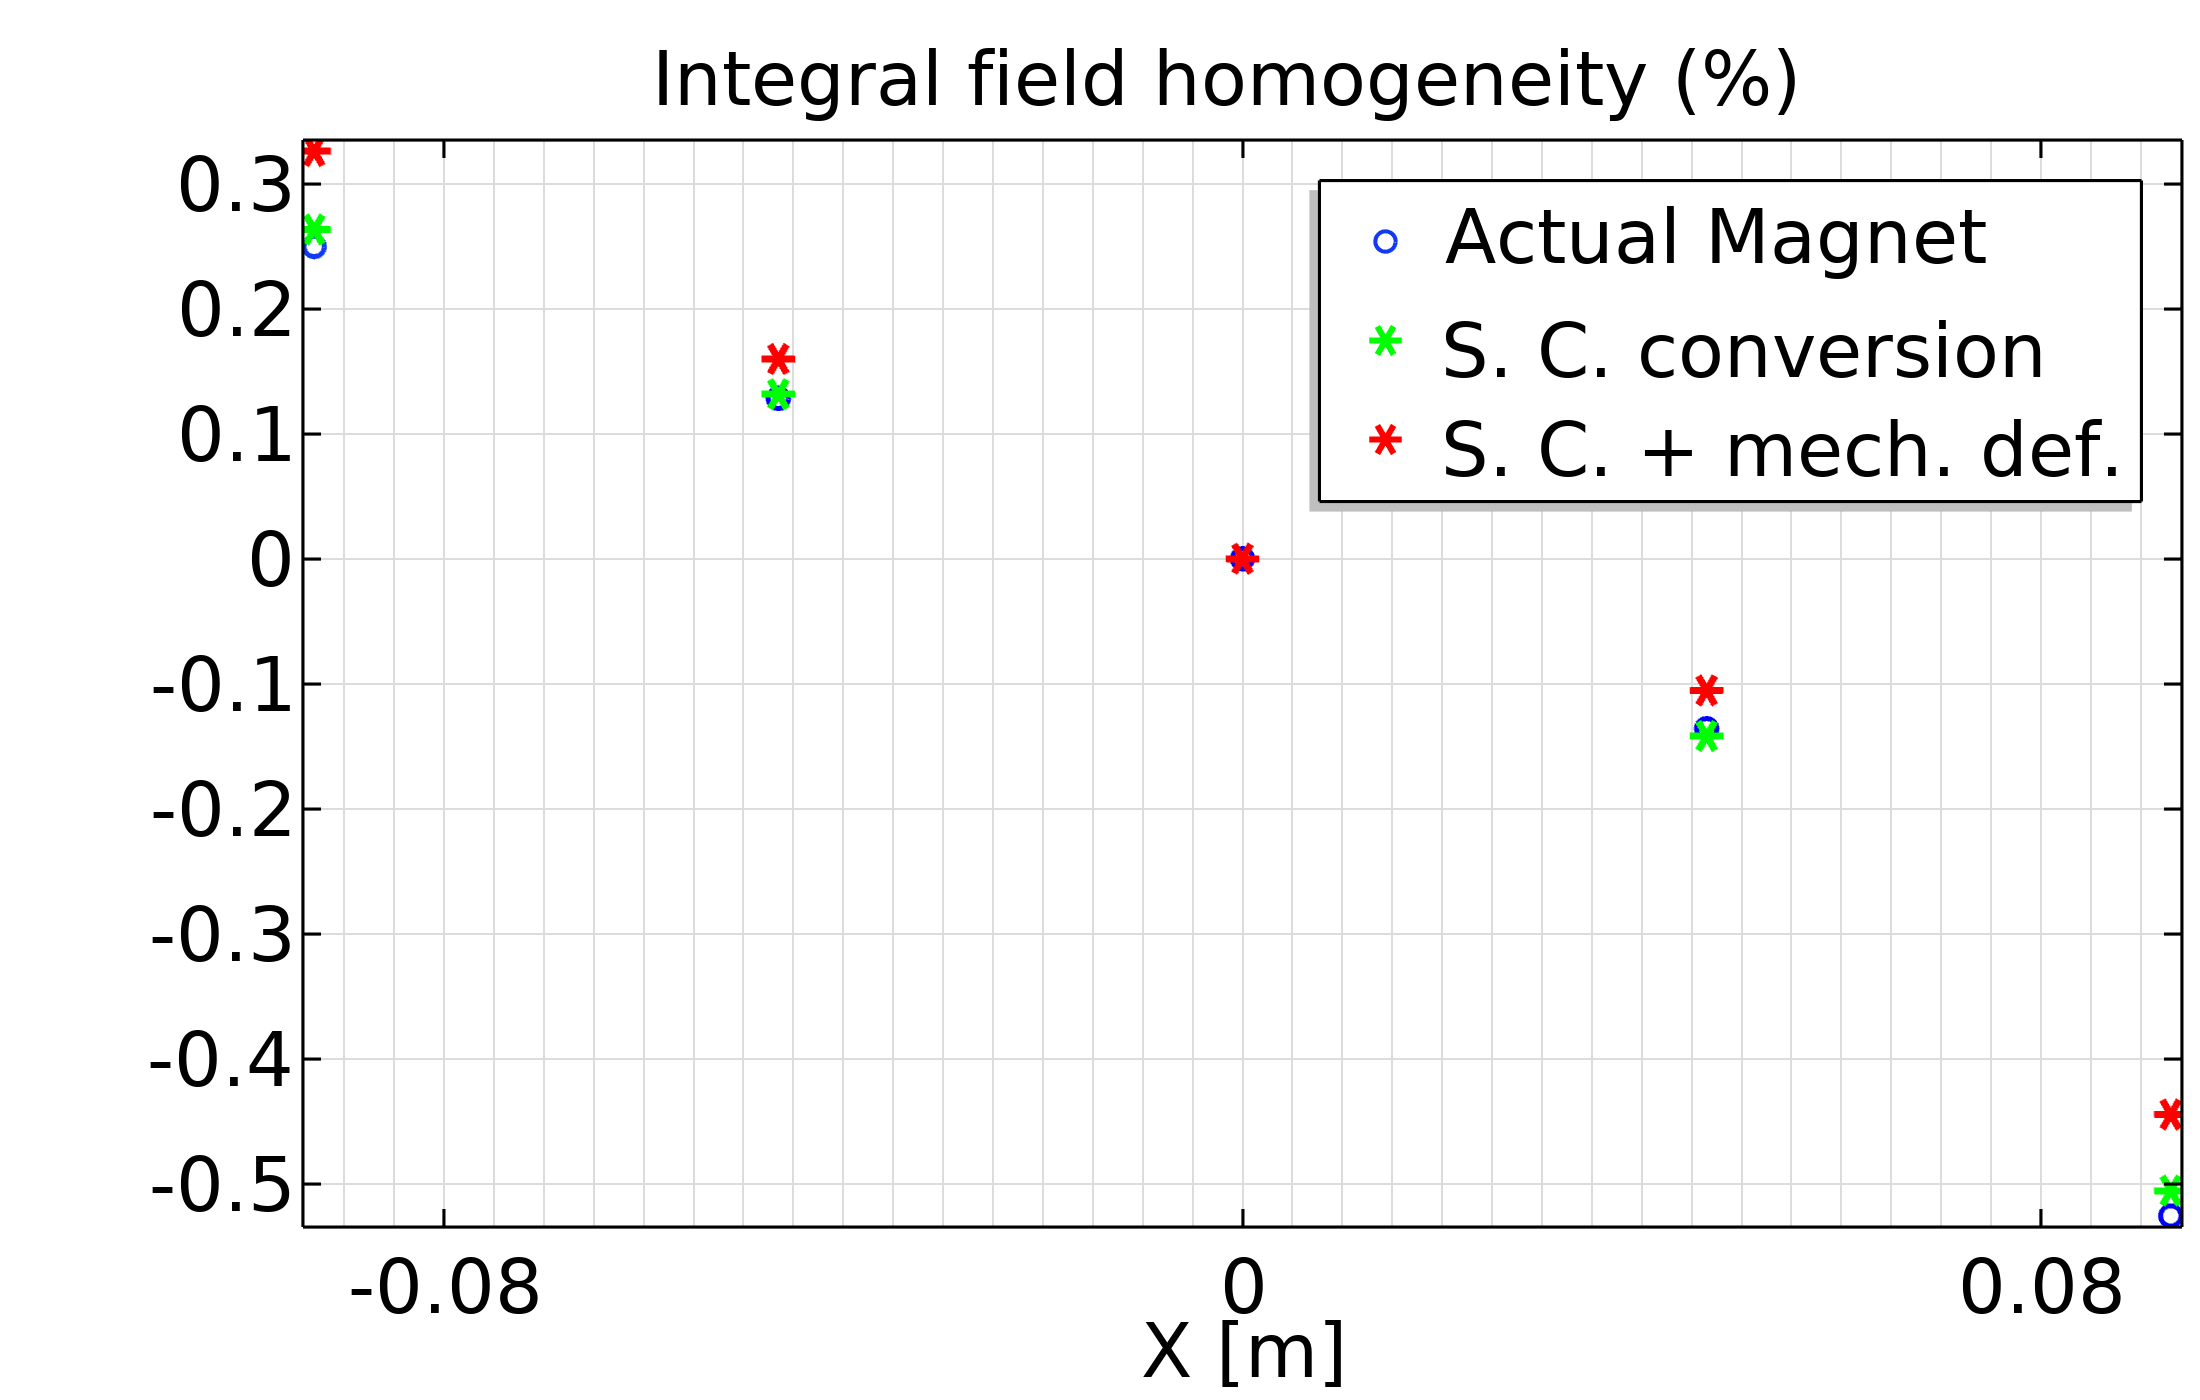 Integral field homogeneity (%)
0.3
0.2
0.1
0
-0.1
-0.2
-0.3
-0.4
-0.5
Actual Magnet
S. C. conversion
S. C. + mech. def.
-0.08
0
0.08
X [m]